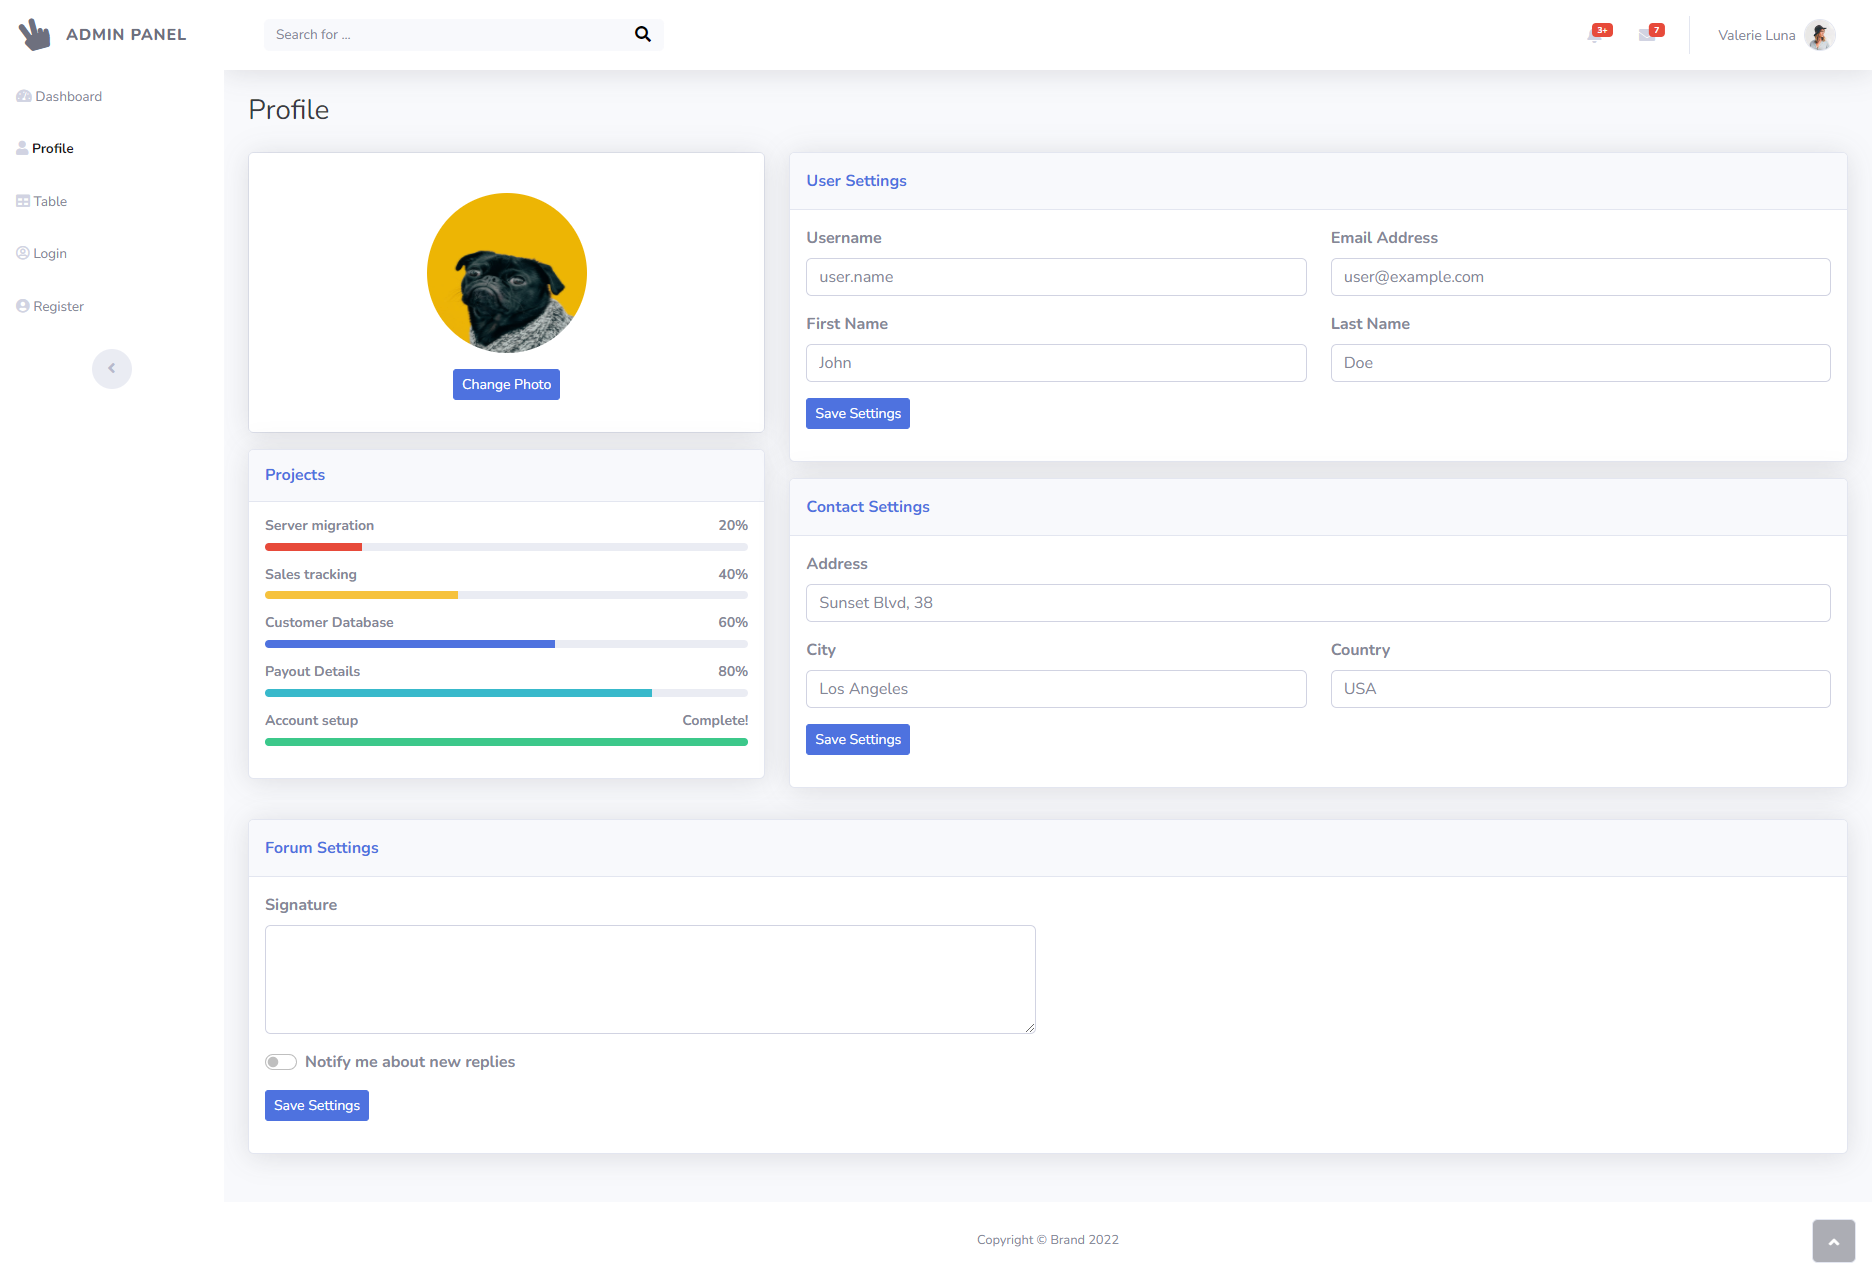 ADMIN PANEL
Search for ...
3+
7
Valerie Luna
Dashboard
Profile
Table
Login
Register
Profile
Change Photo
Projects
Server migration 20%
Sales tracking 40%
Customer Database 60%
Payout Details 80%
Account setup Complete!
User Settings
Username Email Address
user.name user@example.com
First Name Last Name
John Doe
Save Settings
Contact Settings
Address
Sunset Blvd, 38
City Country
Los Angeles USA
Save Settings
Forum Settings
Signature
Notify me about new replies
Save Settings
Copyright © Brand 2022